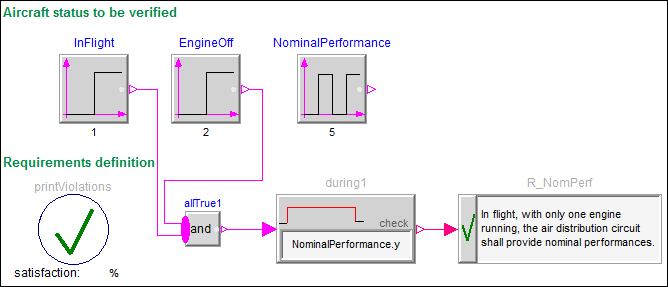 Aircraft status to be verified
InFlight
EngineOff
NominalPerformance
1
2
5
Requirements definition
printViolations
satisfaction: %
allTrue1
and
during1
check
NominalPerformance.y
R_NomPerf
In flight, with only one engine
running, the air distribution circuit
shall provide nominal performances.